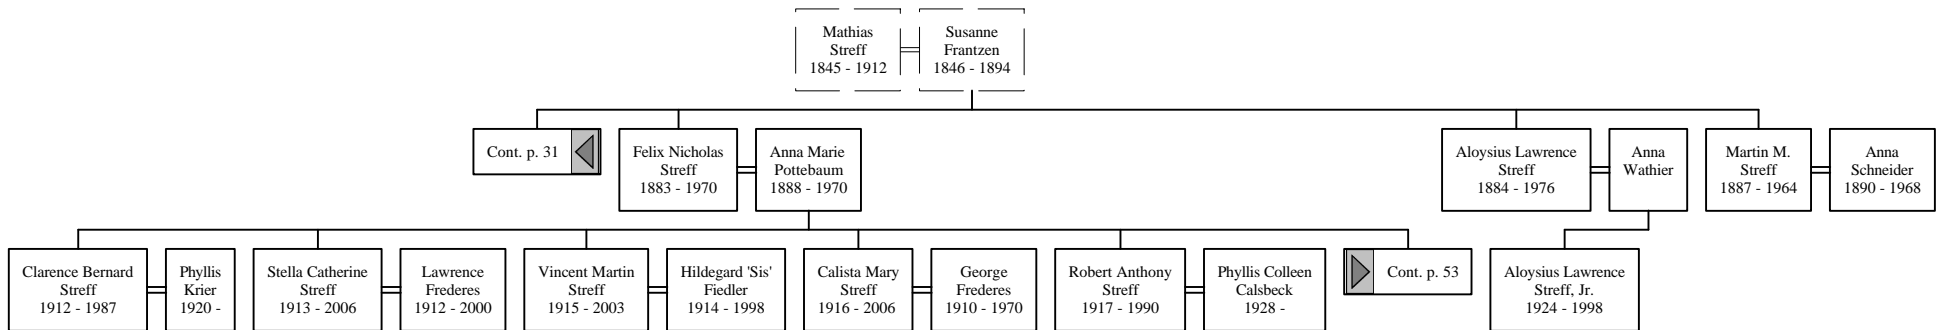 Mathias
Streff
1845 - 1912
Susanne
Frantzen
1846 - 1894
Cont. p. 31
Felix Nicholas
Streff
1883 - 1970
Anna Marie
Pottebaum
1888 - 1970
Aloysius Lawrence
Streff
1884 - 1976
Anna
Wathier
Martin M.
Streff
1887 - 1964
Anna
Schneider
1890 - 1968
Clarence Bernard
Streff
1912 - 1987
Phyllis
Krier
1920 -
Stella Catherine
Streff
1913 - 2006
Lawrence
Frederes
1912 - 2000
Vincent Martin
Streff
1915 - 2003
Hildegard 'Sis'
Fiedler
1914 - 1998
Calista Mary
Streff
1916 - 2006
George
Frederes
1910 - 1970
Robert Anthony
Streff
1917 - 1990
Phyllis Colleen
Calsbeck
1928 -
Cont. p. 53
Aloysius Lawrence
Streff, Jr.
1924 - 1998